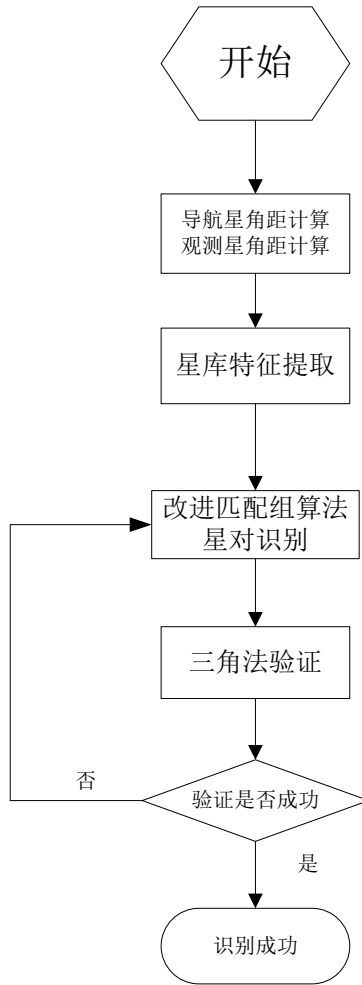 开始
导航星角距计算
观测星角距计算
星库特征提取
改进匹配组算法
星对识别
三角法验证
否
验证是否成功
是
识别成功